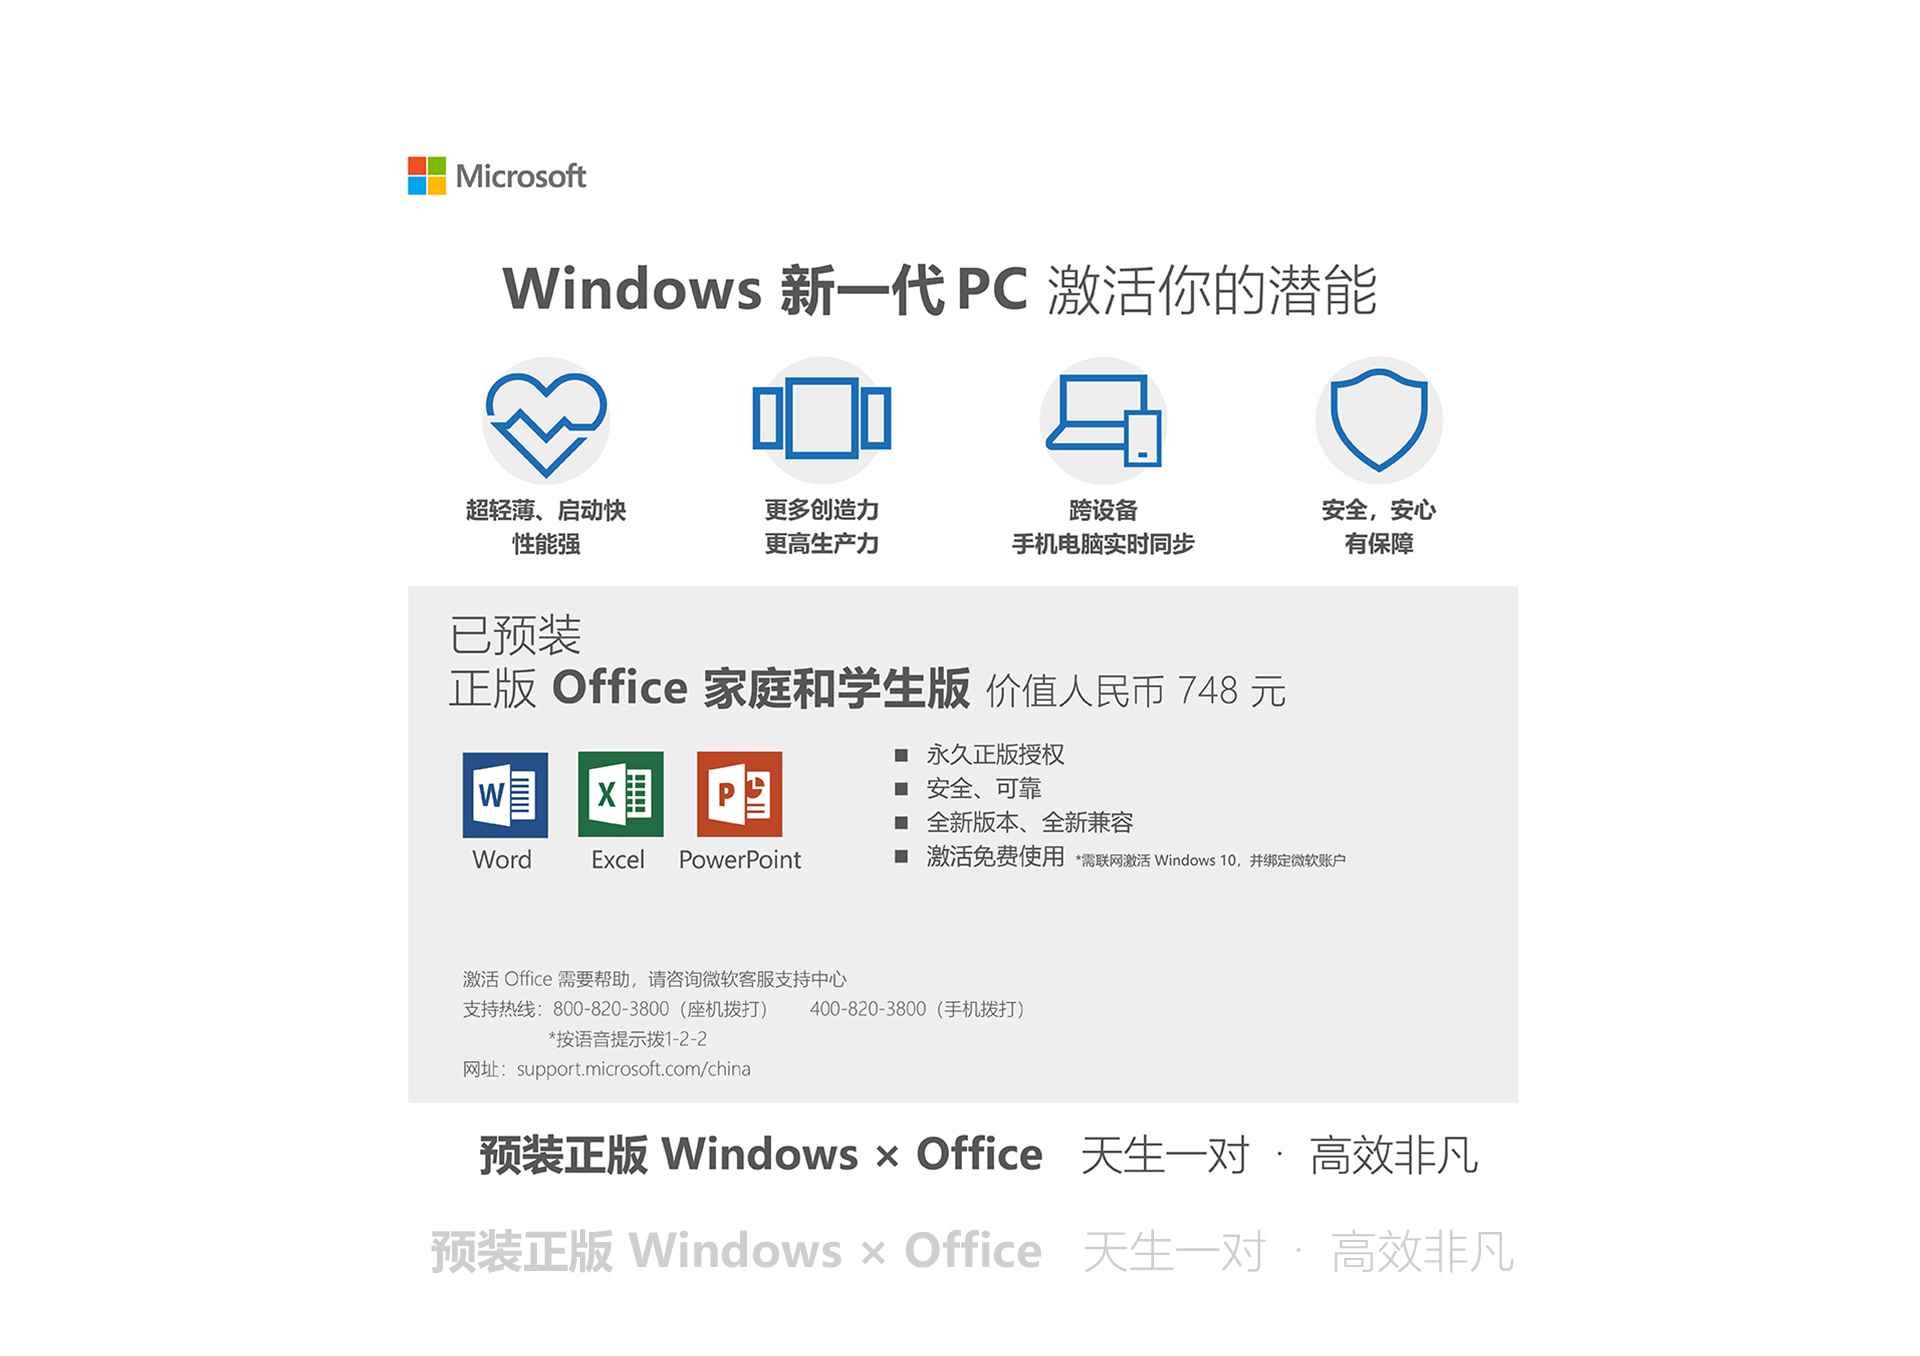 Microsoft
Windows 新一代 PC 激活你的潜能
超轻薄、启动快
性能强
更多创造力
更高生产力
跨设备
手机电脑实时同步
安全，安心
有保障
已预装
正版 Office 家庭和学生版 价值人民币 748 元
W
Word
X
Excel
P
PowerPoint
■ 永久正版授权
■ 安全、可靠
■ 全新版本、全新兼容
■ 激活免费使用 *需联网激活 Windows 10，并绑定微软账户
激活 Office 需要帮助，请咨询微软客服支持中心
支持热线：800-820-3800（座机拨打） 400-820-3800（手机拨打）
*按语音提示拨1-2-2
网址：support.microsoft.com/china
预装正版 Windows × Office 天生一对 · 高效非凡
预装正版 Windows × Office 天生一对 · 高效非凡